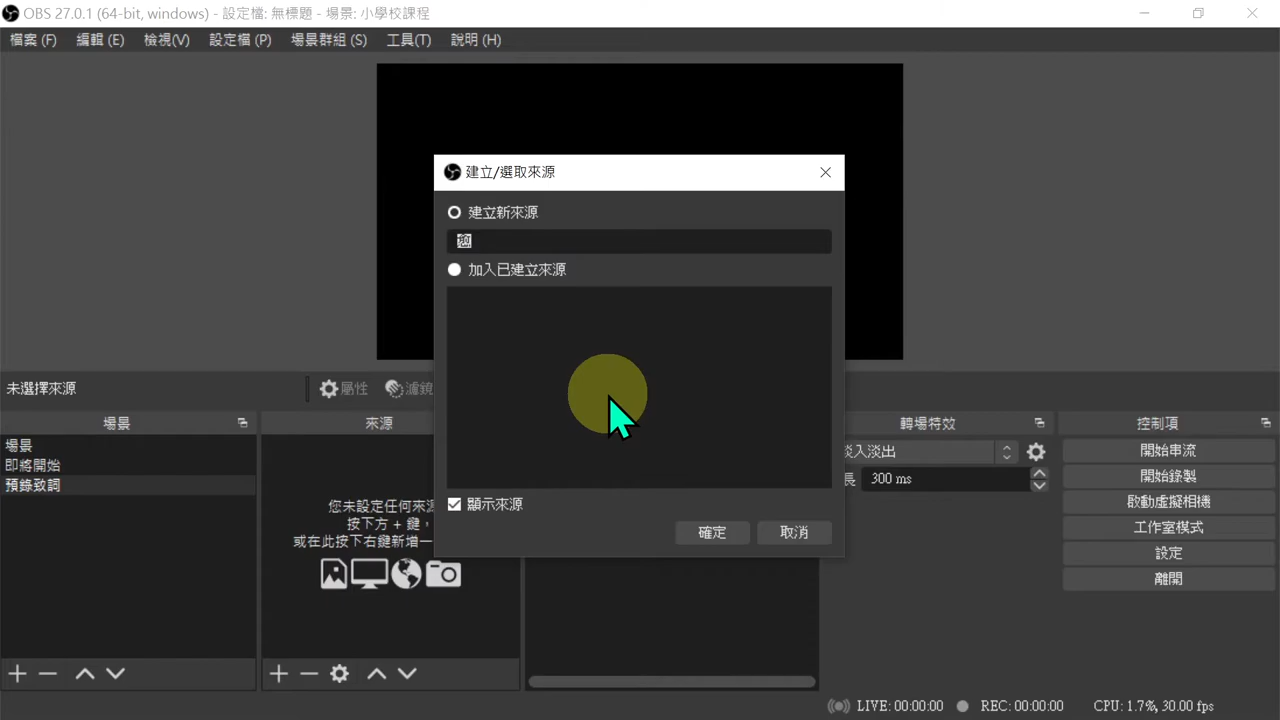 OBS 27.0.1 (64-bit, windows) - 設定檔: 無標題 - 場景: 小學校課程
檔案 (F) 編輯 (E) 檢視(V) 設定檔 (P) 場景群組 (S) 工具(T) 說明 (H)
建立/選取來源
建立新來源
加入已建立來源
顯示來源
確定 取消
未選擇來源 屬性 濾鏡
場景 來源 轉場特效 控制項
場景
即將開始
預錄致詞
您未設定任何來源
按下方 + 鍵，
或在此按下右鍵新增一
淡入淡出
長 300 ms
開始串流
開始錄製
啟動虛擬相機
工作室模式
設定
離開
LIVE: 00:00:00 REC: 00:00:00 CPU: 1.7%, 30.00 fps